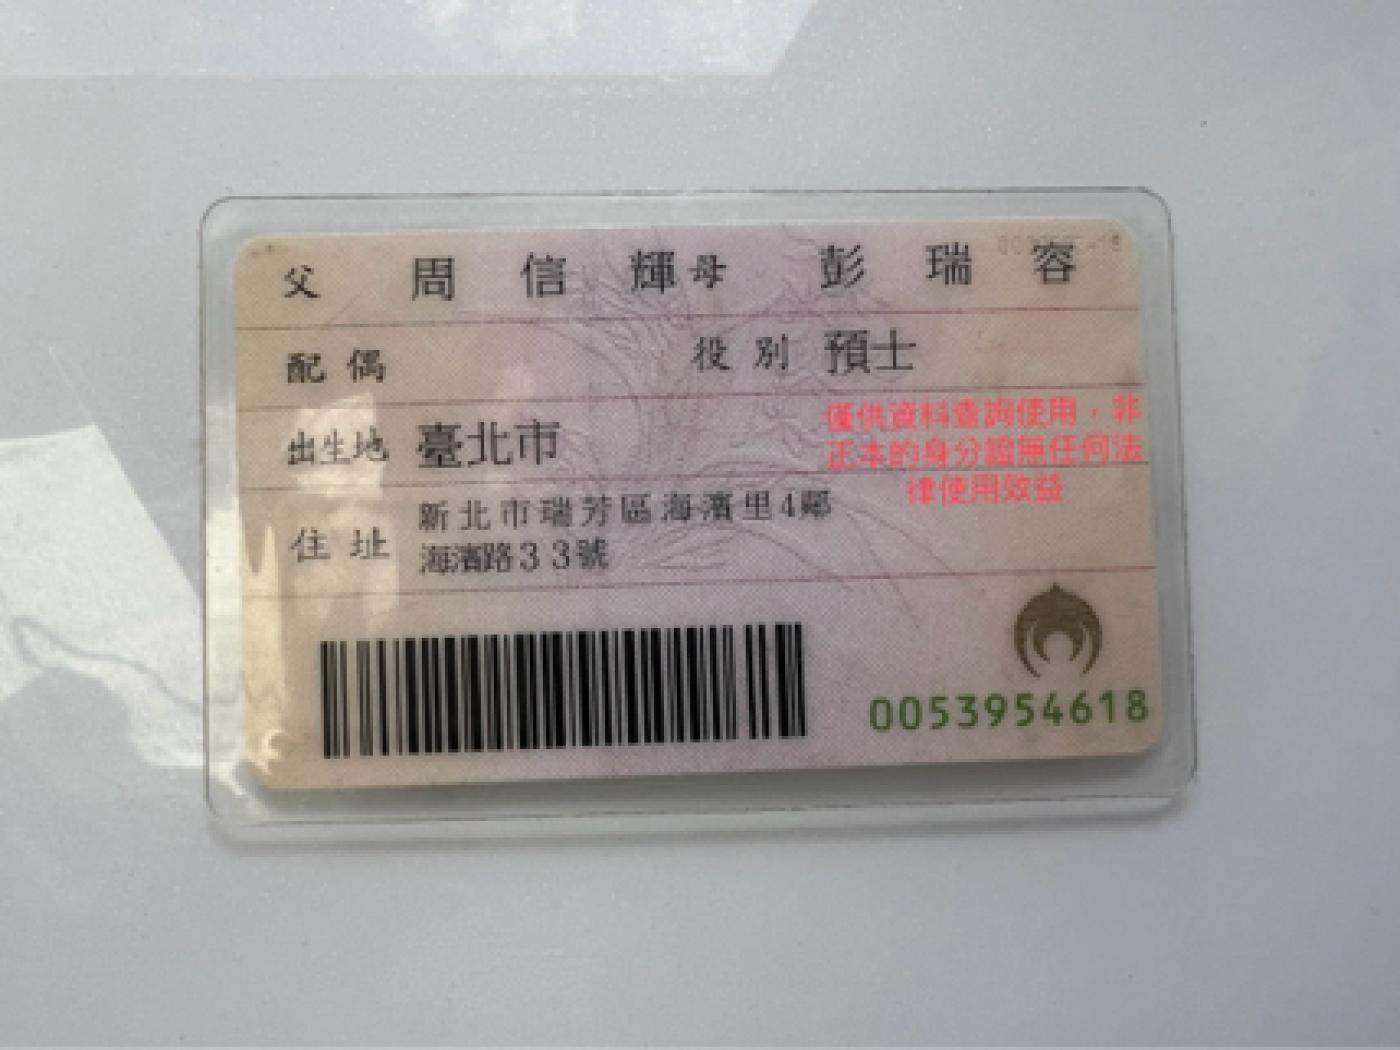 父 周信輝 母 彭瑞容
配偶 役別 預士
出生地 臺北市
僅供資料查詢使用，非
正本的身分證無任何法
律使用效益
住址 新北市瑞芳區海濱里4鄰
海濱路33號
0053954618